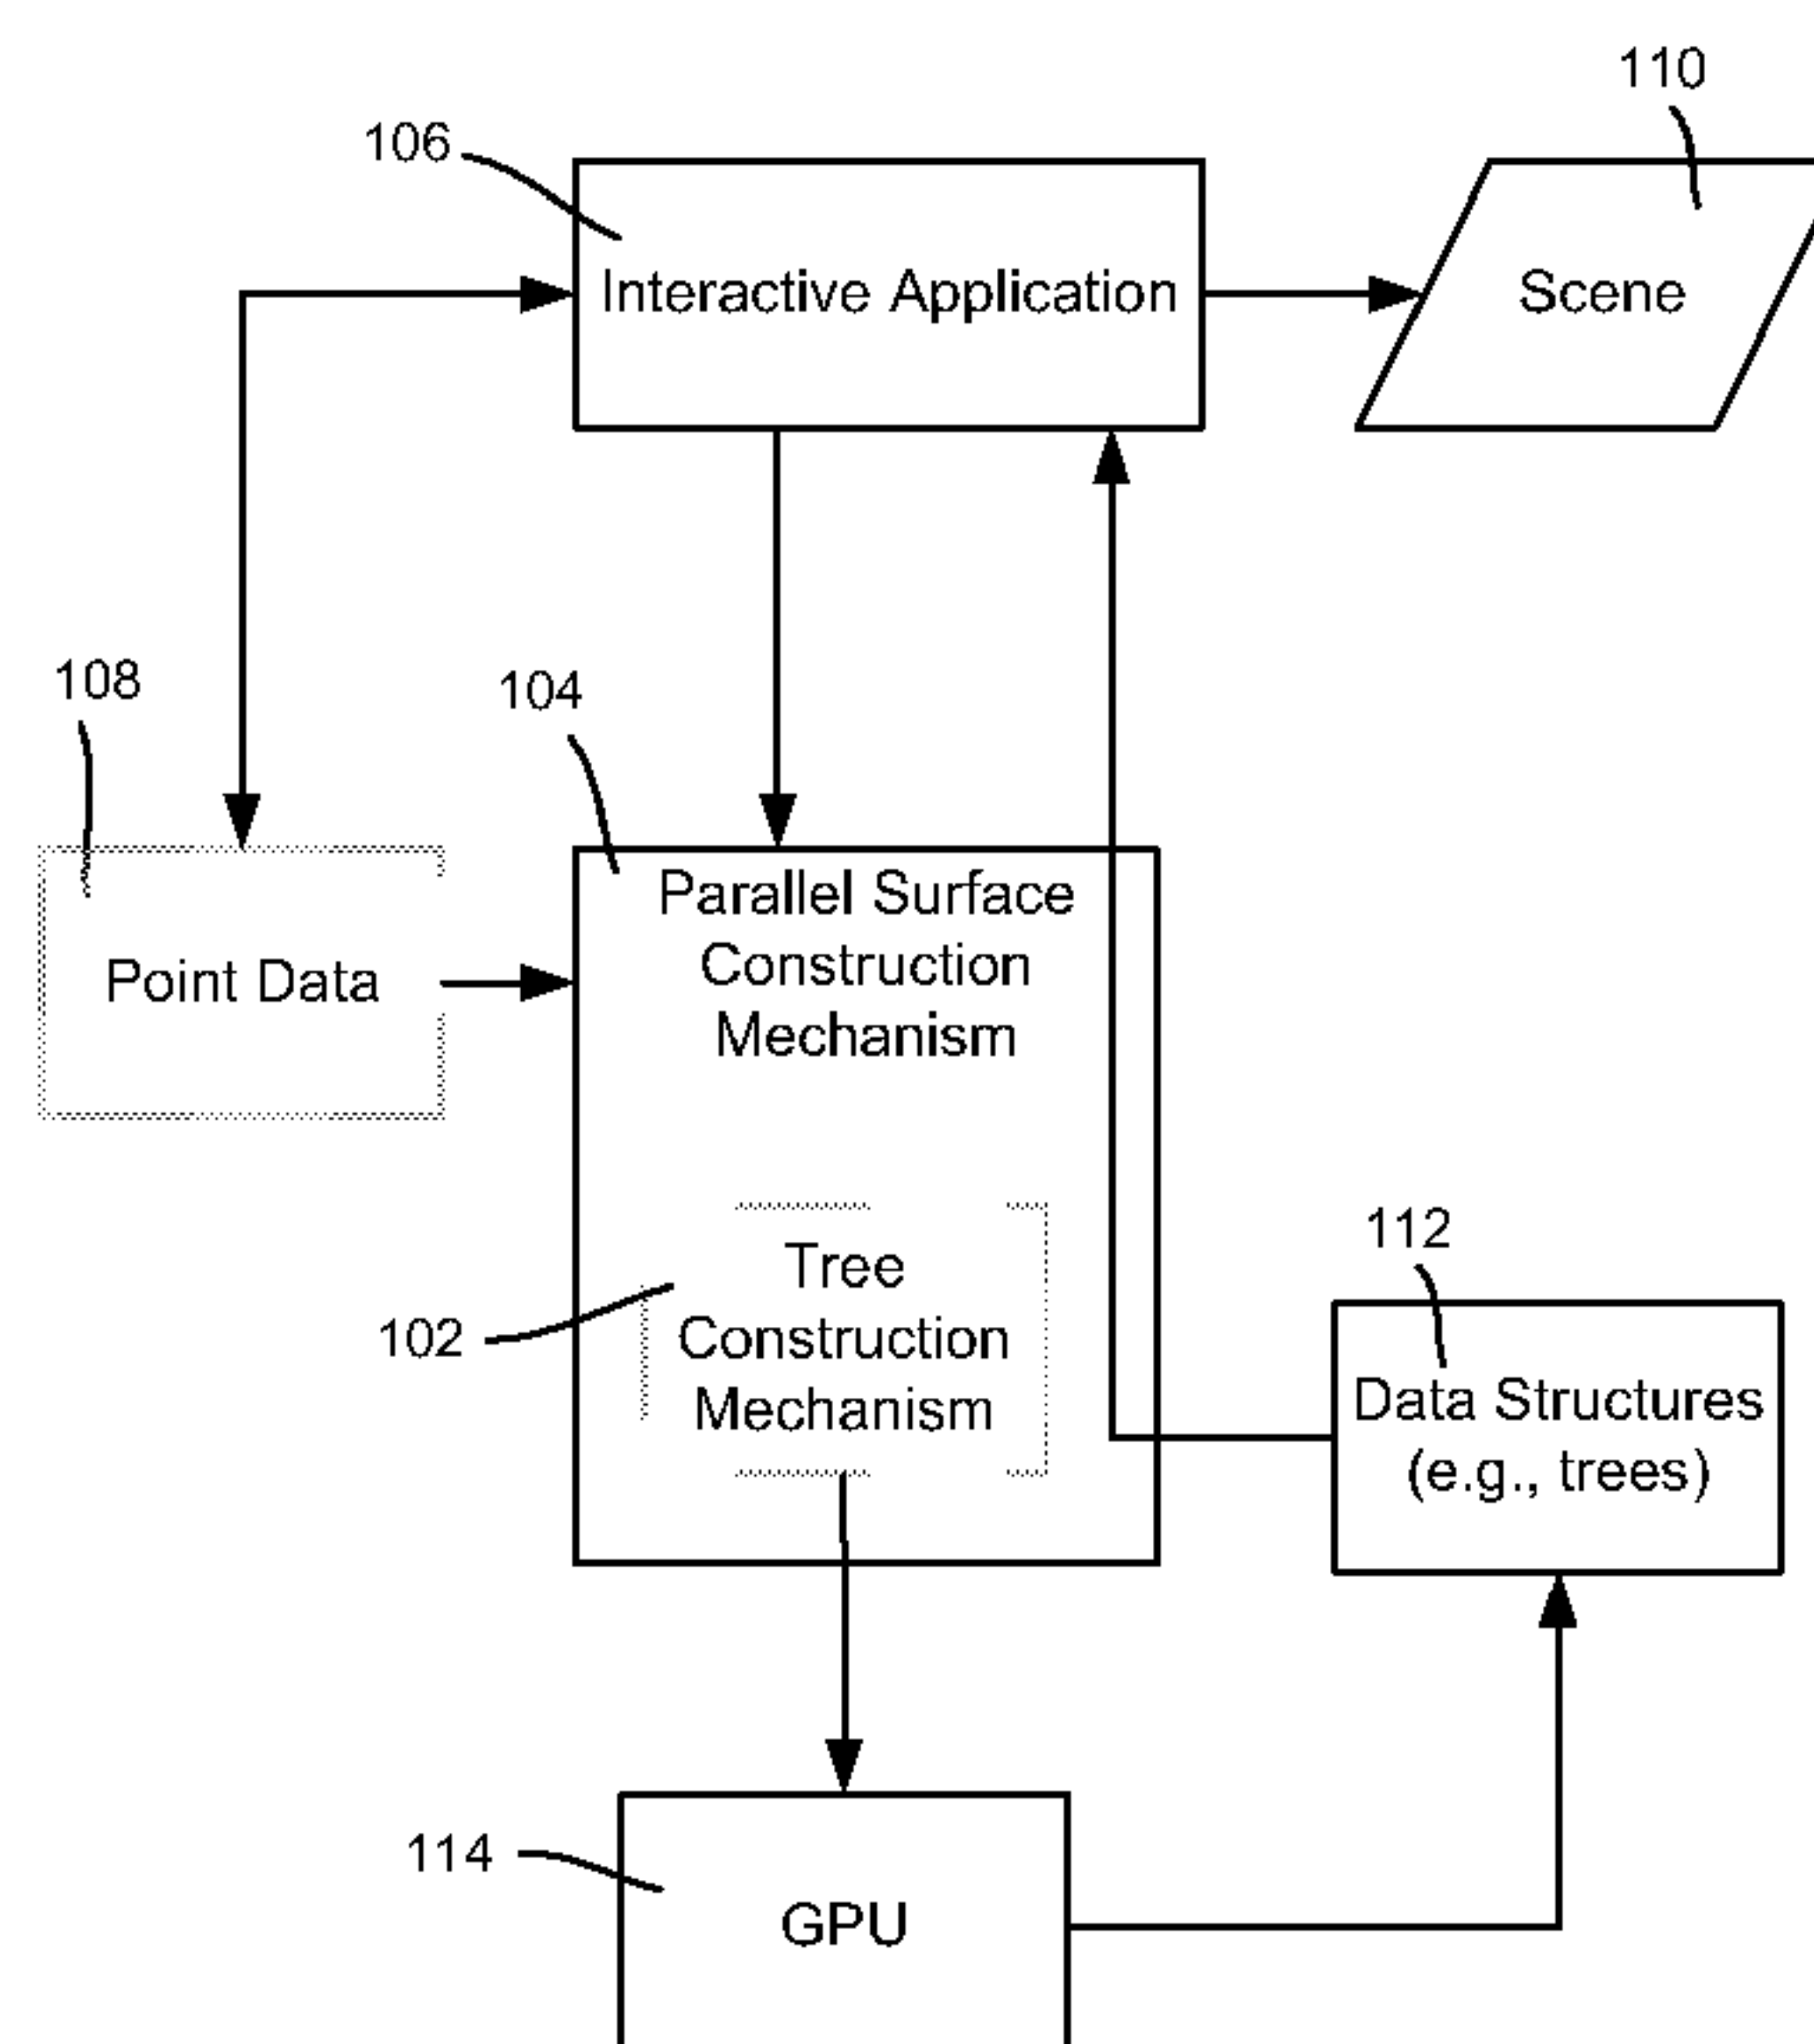 110
106
Interactive Application
Scene
108
104
Parallel Surface
Construction
Mechanism
Point Data
112
Tree
Construction
Mechanism
102
Data Structures
(e.g., trees)
114
GPU